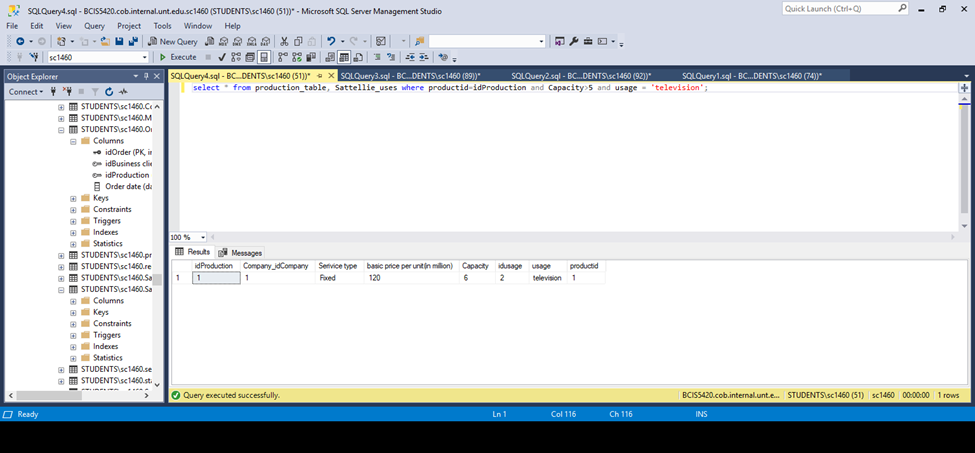 SQLQuery4.sql - BCIS5420.cob.internal.unt.edu.sc1460 (STUDENTS\sc1460 (51))* - Microsoft SQL Server Management Studio
Quick Launch (Ctrl+Q)
File Edit View Query Project Tools Window Help
New Query
sc1460
Execute
Object Explorer
SQLQuery4.sql - BC...DENTS\sc1460 (51))*
SQLQuery3.sql - BC...DENTS (89))*
SQLQuery2.sql - BC...DENTS (92))*
SQLQuery1.sql - BC...DENTS (74))*
Connect
STUDENTS\sc1460.Co
STUDENTS\sc1460.M
STUDENTS\sc1460.Or
Columns
idOrder (PK, in
idBusiness clie
idProduction
Order date (da
Keys
Constraints
Triggers
Indexes
Statistics
STUDENTS\sc1460.pr
STUDENTS\sc1460.re
STUDENTS\sc1460.Sa
STUDENTS\sc1460.Sa
Columns
Keys
Constraints
Triggers
Indexes
Statistics
STUDENTS\sc1460.se
STUDENTS\sc1460.st
select * from production_table, Sattellie_uses where productid=idProduction and Capacity>5 and usage = 'television';
100 %
Results Messages
idProduction Company_idCompany Serivice type basic price per unit(in million) Capacity idusage usage productid
1 1 1 Fixed 120 6 2 television 1
Query executed successfully.
BCIS5420.cob.internal.unt.e... STUDENTS\sc1460 (51) sc1460 00:00:00 1 rows
Ready Ln 1 Col 116 Ch 116 INS